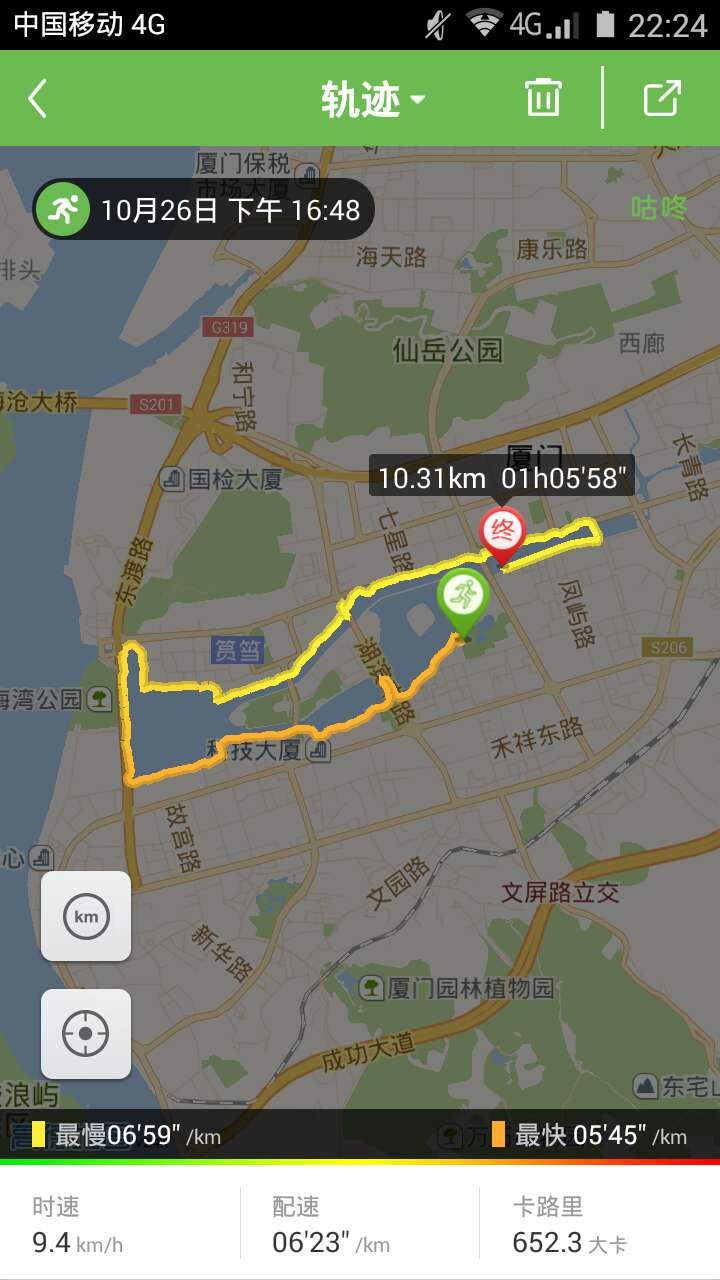 中国移动 4G
4G
22:24
轨迹
厦门保税
市场大厦
10月26日 下午 16:48
咕咚
海天路
康乐路
排头
G319
仙岳公园
西廊
和宁路
海沧大桥
S201
厦门
长青路
国检大厦
10.31km 01h05'58"
七星路
终
东渡路
凤屿路
筼筜
湖滨
路
S206
海湾公园
科技大厦
禾祥东路
故宫路
心
文园路
文屏路立交
km
新华路
厦门园林植物园
成功大道
东宅山
浪屿
最慢06'59" /km
最快 05'45" /km
时速
配速
卡路里
9.4 km/h
06'23" /km
652.3 大卡